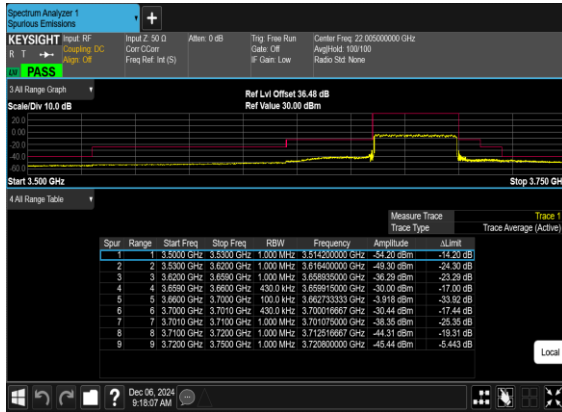 Spectrum Analyzer 1
Spurious Emissions
+
KEYSIGHT Input: RF Input Z: 50 Ω Atten: 0 dB Trig: Free Run Center Freq: 22.005000000 GHz
R T Coupling: DC Corr CCorr Gate: Off Avg|Hold: 100/100
Align: Off Freq Ref: Int (S) IF Gain: Low Radio Std: None
PASS
3 All Range Graph
Ref Lvl Offset 36.48 dB
Scale/Div 10.0 dB Ref Value 30.00 dBm
20.0
0.00
-20.0
-40.0
-60.0
Start 3.500 GHz Stop 3.750 GH
4 All Range Table
Measure Trace Trace 1
Trace Type Trace Average (Active)
Spur Range Start Freq Stop Freq RBW Frequency Amplitude ΔLimit
1 1 3.5000 GHz 3.5300 GHz 1.000 MHz 3.514200000 GHz -54.20 dBm -14.20 dB
2 2 3.5300 GHz 3.6200 GHz 1.000 MHz 3.616400000 GHz -49.30 dBm -24.30 dB
3 3 3.6200 GHz 3.6590 GHz 1.000 MHz 3.658935000 GHz -36.29 dBm -23.29 dB
4 4 3.6590 GHz 3.6600 GHz 430.0 kHz 3.659915000 GHz -30.00 dBm -17.00 dB
5 5 3.6600 GHz 3.7000 GHz 100.0 kHz 3.662733333 GHz -3.918 dBm -33.92 dB
6 6 3.7000 GHz 3.7010 GHz 430.0 kHz 3.700016667 GHz -30.44 dBm -17.44 dB
7 7 3.7010 GHz 3.7100 GHz 1.000 MHz 3.701075000 GHz -38.35 dBm -25.35 dB
8 8 3.7100 GHz 3.7200 GHz 1.000 MHz 3.712516667 GHz -44.31 dBm -19.31 dB
9 9 3.7200 GHz 3.7500 GHz 1.000 MHz 3.720800000 GHz -45.44 dBm -5.443 dB
Local
? Dec 06, 2024
9:18:07 AM